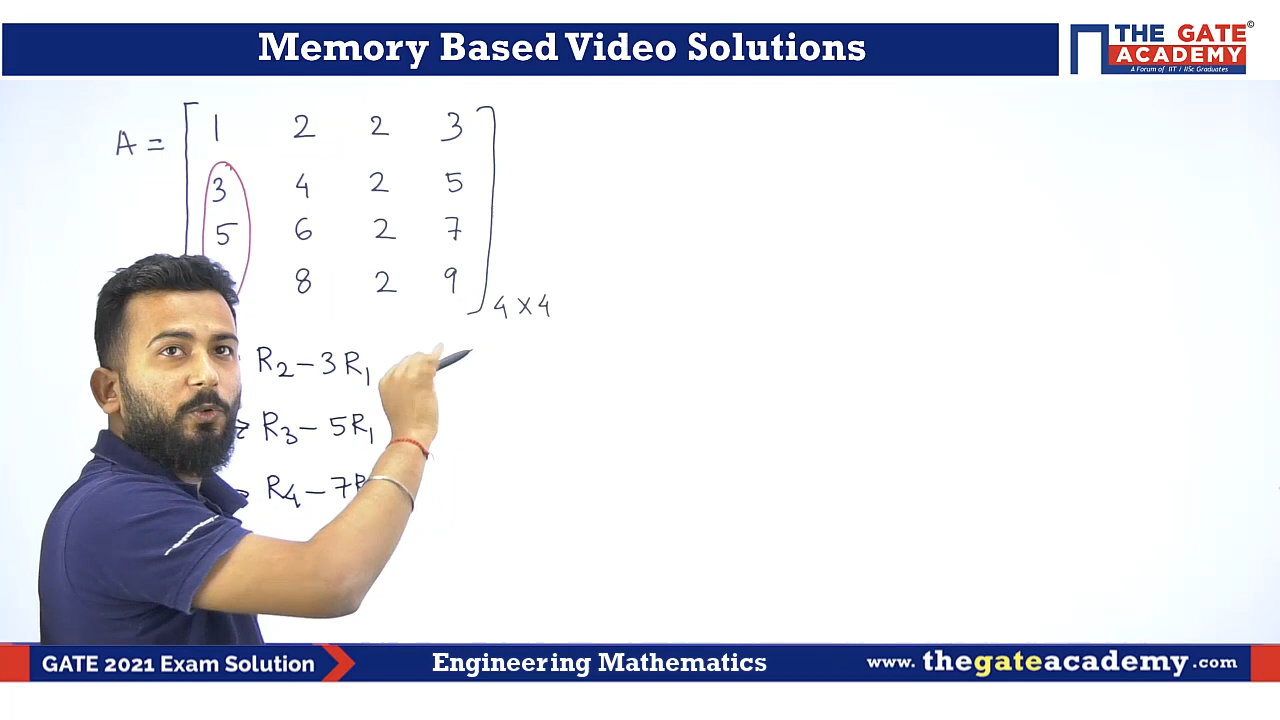 Memory Based Video Solutions
THE GATE ACADEMY ©
A Forum of IIT / IISc Graduates
A = [ 1 2 2 3
3 4 2 5
5 6 2 7
8 2 9 ] 4×4
R2 – 3R1
R3 – 5R1
R4 – 7R
GATE 2021 Exam Solution
Engineering Mathematics
www. thegateacademy .com